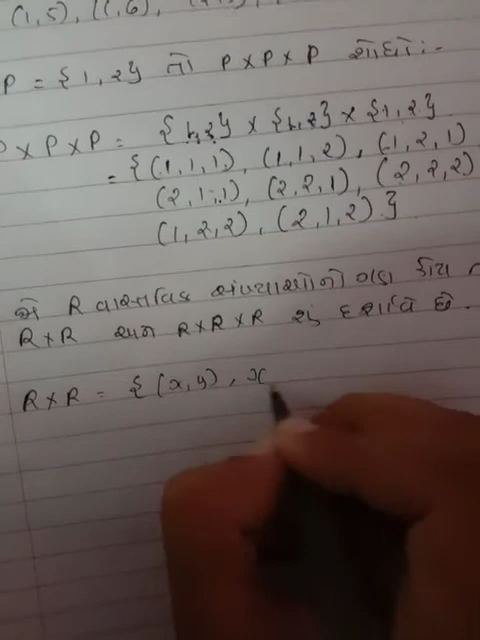 (1,5), (1,6),
P = {1,2} તો P×P×P શોધો:-
P×P×P = {1,2} × {1,2} × {1,2}
= {(1,1,1), (1,1,2), (1,2,1)
(2,1,1), (2,2,1), (2,2,2)
(1,2,2), (2,1,2)}
જો R વાસ્તવિક સંખ્યાઓનો ગણ હોય
R×R અને R×R×R શું દર્શાવે છે.
R×R = {(x,y), x